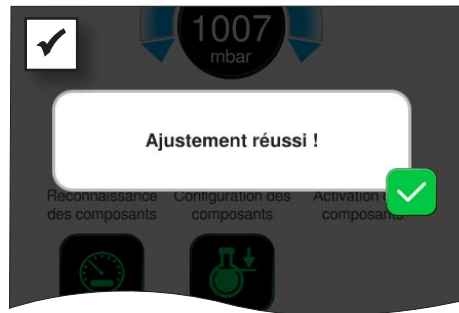 1007
mbar
Ajustement réussi !
Reconnaissance Configuration des Activation
des composants composants composants